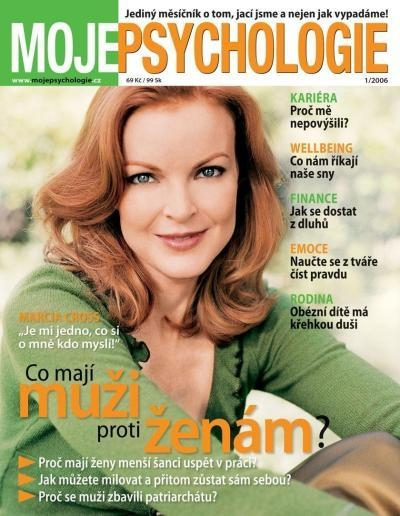 Jediný měsíčník o tom, jací jsme a nejen jak vypadáme!
MOJEPSYCHOLOGIE
www.mojepsychologie.cz
69 Kč / 99 Sk
1/2006
KARIÉRA
Proč mě
nepovýšili?
WELLBEING
Co nám říkají
naše sny
FINANCE
Jak se dostat
z dluhů
EMOCE
Naučte se z tváře
číst pravdu
RODINA
Obézní dítě má
křehkou duši
MARCIA CROSS
„Je mi jedno, co si
o mně kdo myslí!“
Co mají
muži
proti ženám?
Proč mají ženy menší šanci uspět v práci?
Jak můžete milovat a přitom zůstat sám sebou?
Proč se muži zbavili patriarchátu?